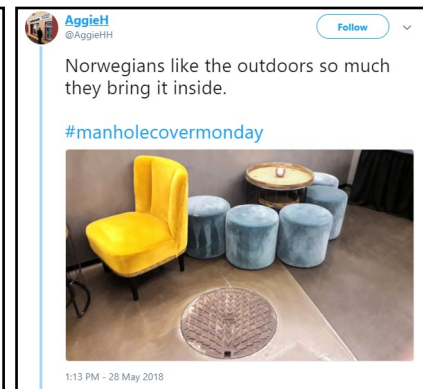 AggieH
@AggieHH
Follow
Norwegians like the outdoors so much
they bring it inside.
#manholecovermonday
1:13 PM - 28 May 2018